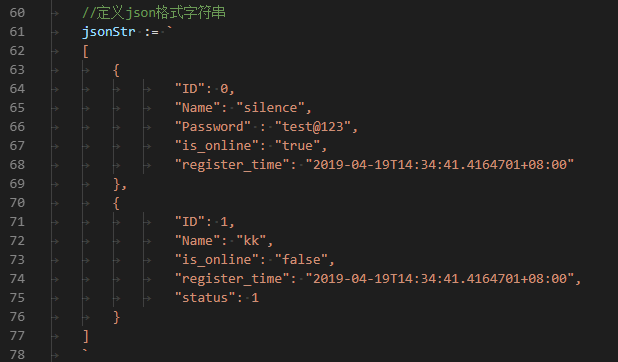 60 //定义json格式字符串
61 jsonStr := `
62 [
63 {
64 "ID": 0,
65 "Name": "silence",
66 "Password" : "test@123",
67 "is_online": "true",
68 "register_time": "2019-04-19T14:34:41.4164701+08:00"
69 },
70 {
71 "ID": 1,
72 "Name": "kk",
73 "is_online": "false",
74 "register_time": "2019-04-19T14:34:41.4164701+08:00",
75 "status": 1
76 }
77 ]
78 `